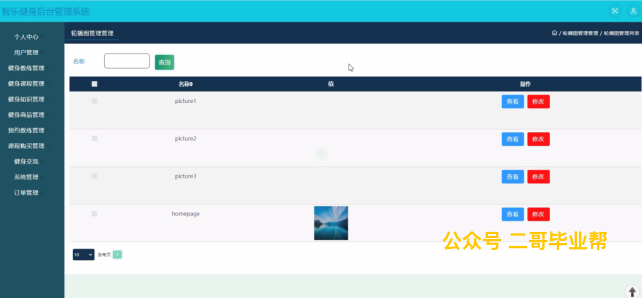 智乐健身后台管理系统
个人中心
轮播图管理管理
/ 轮播图管理管理 / 轮播图管理列表
用户管理
名称
查询
健身教练管理
健身课程管理
名称
值
操作
健身知识管理
picture1
查看
修改
健身商品管理
预约教练管理
picture2
查看
修改
课程购买管理
健身交流
picture3
查看
修改
系统管理
订单管理
homepage
查看
修改
公众号 二哥毕业帮
10
1